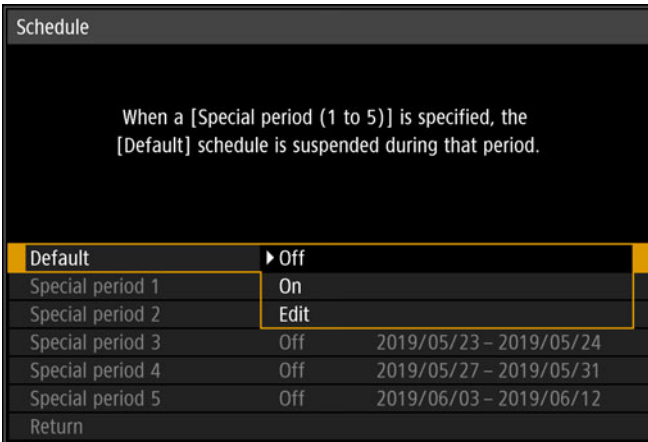 Schedule
When a [Special period (1 to 5)] is specified, the
[Default] schedule is suspended during that period.
Default Off
Special period 1 On
Special period 2 Edit
Special period 3 Off 2019/05/23 – 2019/05/24
Special period 4 Off 2019/05/27 – 2019/05/31
Special period 5 Off 2019/06/03 – 2019/06/12
Return